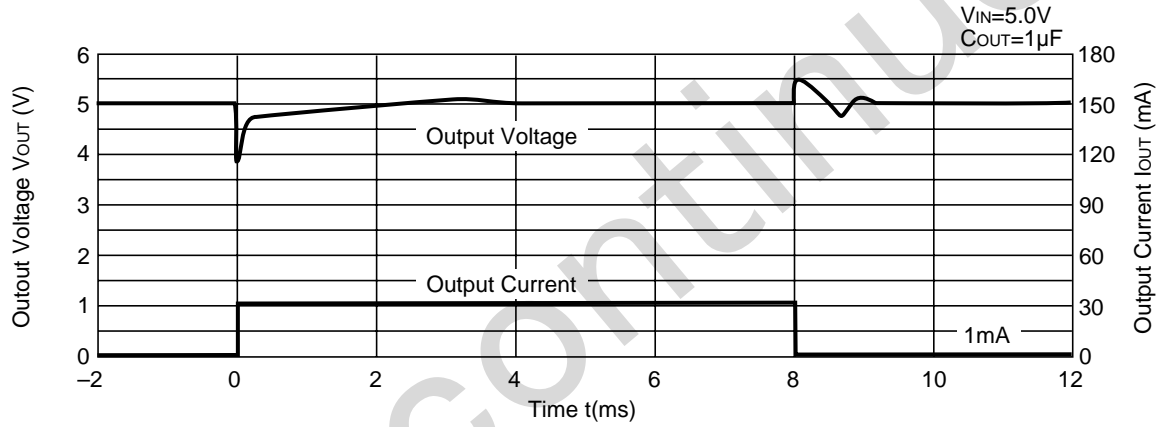 VIN=5.0V
COUT=1µF
6
5
4
3
2
1
0
Outout Voltage VOUT (V)
180
150
120
90
60
30
0
Output Current IOUT (mA)
Output Voltage
Output Current
1mA
–2
0
2
4
6
8
10
12
Time t(ms)
continu